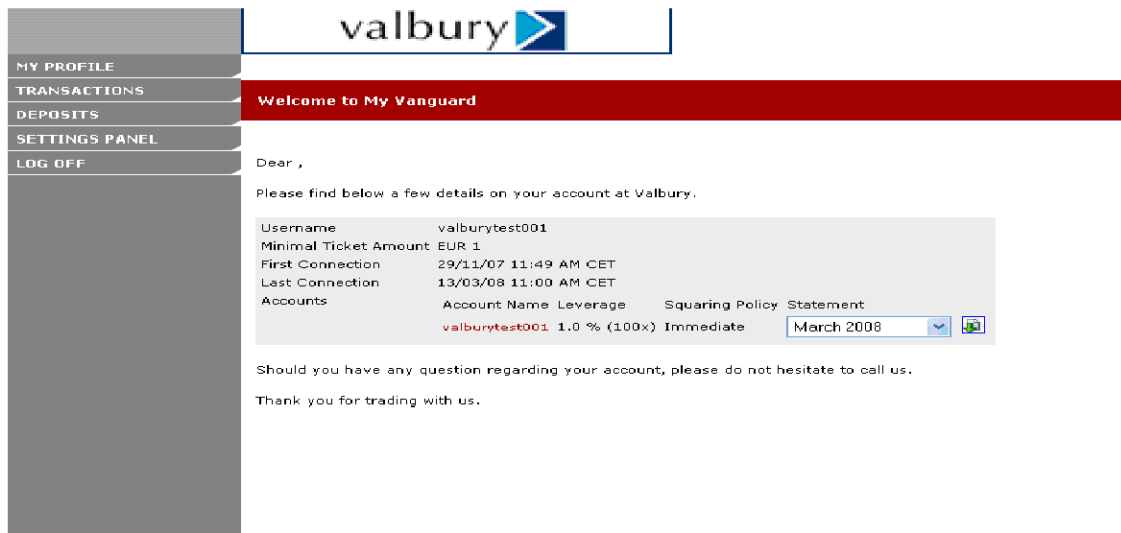 valbury
MY PROFILE
TRANSACTIONS
DEPOSITS
SETTINGS PANEL
LOG OFF
Welcome to My Vanguard
Dear ,
Please find below a few details on your account at Valbury.
Username valburytest001
Minimal Ticket Amount EUR 1
First Connection 29/11/07 11:49 AM CET
Last Connection 13/03/08 11:00 AM CET
Accounts Account Name Leverage Squaring Policy Statement
valburytest001 1.0 % (100x) Immediate March 2008
Should you have any question regarding your account, please do not hesitate to call us.
Thank you for trading with us.